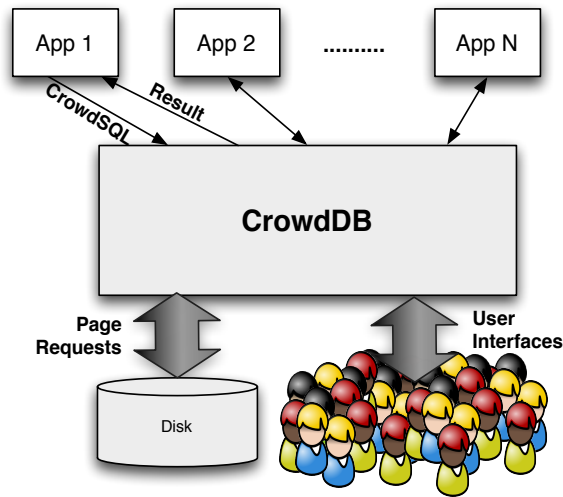 App 1
App 2
..........
App N
CrowdSQL
Result
CrowdDB
Page
Requests
User
Interfaces
Disk